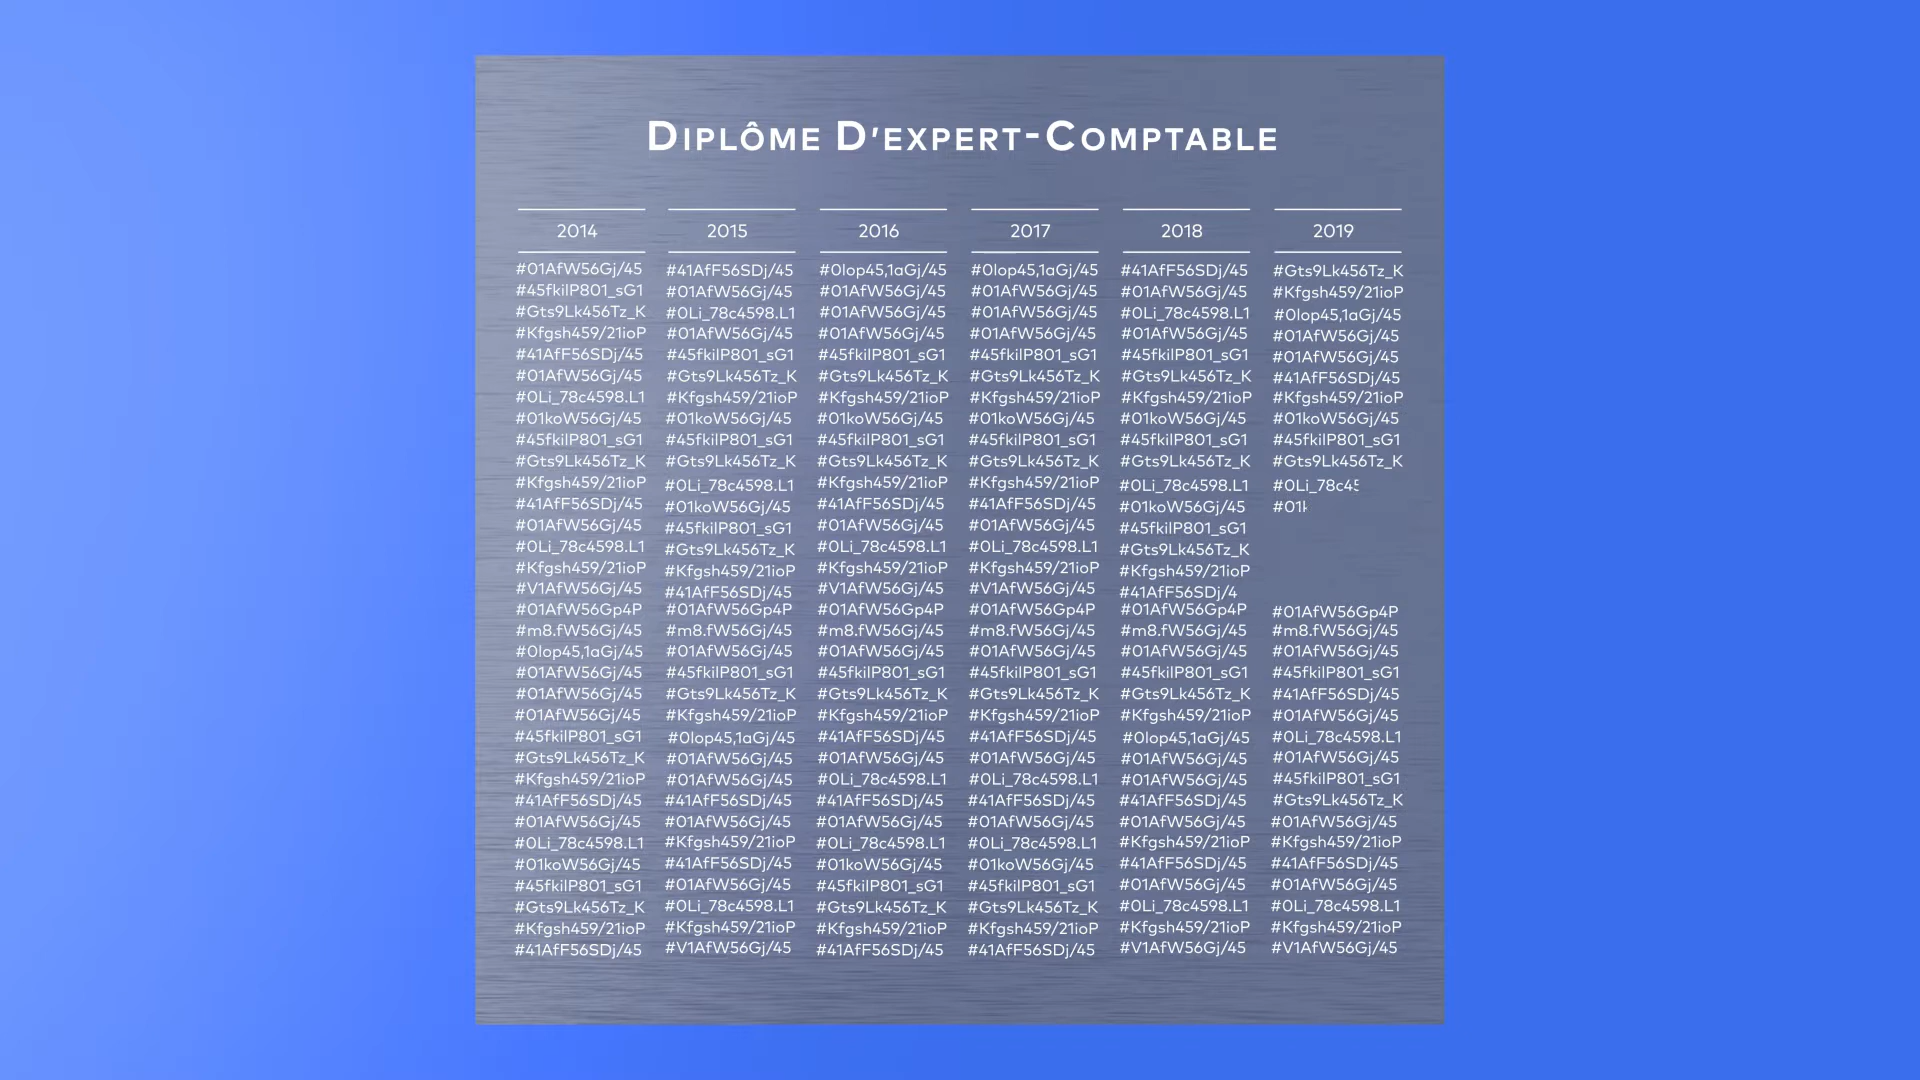 DIPLÔME D'EXPERT-COMPTABLE
2014 2015 2016 2017 2018 2019
#01AfW56Gj/45 #41AfF56SDj/45 #0lop45,1aGj/45 #0lop45,1aGj/45 #41AfF56SDj/45 #Gts9Lk456Tz_K
#45fkilP801_sG1 #01AfW56Gj/45 #01AfW56Gj/45 #01AfW56Gj/45 #01AfW56Gj/45 #Kfgsh459/21ioP
#Gts9Lk456Tz_K #0Li_78c4598.L1 #01AfW56Gj/45 #01AfW56Gj/45 #0Li_78c4598.L1 #0lop45,1aGj/45
#Kfgsh459/21ioP #01AfW56Gj/45 #01AfW56Gj/45 #01AfW56Gj/45 #01AfW56Gj/45 #01AfW56Gj/45
#41AfF56SDj/45 #45fkilP801_sG1 #45fkilP801_sG1 #45fkilP801_sG1 #45fkilP801_sG1 #01AfW56Gj/45
#01AfW56Gj/45 #Gts9Lk456Tz_K #Gts9Lk456Tz_K #Gts9Lk456Tz_K #Gts9Lk456Tz_K #41AfF56SDj/45
#0Li_78c4598.L1 #Kfgsh459/21ioP #Kfgsh459/21ioP #Kfgsh459/21ioP #Kfgsh459/21ioP #Kfgsh459/21ioP
#01koW56Gj/45 #01koW56Gj/45 #01koW56Gj/45 #01koW56Gj/45 #01koW56Gj/45 #01koW56Gj/45
#45fkilP801_sG1 #45fkilP801_sG1 #45fkilP801_sG1 #45fkilP801_sG1 #45fkilP801_sG1 #45fkilP801_sG1
#Gts9Lk456Tz_K #Gts9Lk456Tz_K #Gts9Lk456Tz_K #Gts9Lk456Tz_K #Gts9Lk456Tz_K #Gts9Lk456Tz_K
#Kfgsh459/21ioP #0Li_78c4598.L1 #Kfgsh459/21ioP #Kfgsh459/21ioP #0Li_78c4598.L1 #0Li_78c45
#41AfF56SDj/45 #01koW56Gj/45 #41AfF56SDj/45 #41AfF56SDj/45 #01koW56Gj/45 #01k
#01AfW56Gj/45 #45fkilP801_sG1 #01AfW56Gj/45 #01AfW56Gj/45 #45fkilP801_sG1
#0Li_78c4598.L1 #Gts9Lk456Tz_K #0Li_78c4598.L1 #0Li_78c4598.L1 #Gts9Lk456Tz_K
#Kfgsh459/21ioP #Kfgsh459/21ioP #Kfgsh459/21ioP #Kfgsh459/21ioP #Kfgsh459/21ioP
#V1AfW56Gj/45 #41AfF56SDj/45 #V1AfW56Gj/45 #V1AfW56Gj/45 #41AfF56SDj/4
#01AfW56Gp4P #01AfW56Gp4P #01AfW56Gp4P #01AfW56Gp4P #01AfW56Gp4P #01AfW56Gp4P
#m8.fW56Gj/45 #m8.fW56Gj/45 #m8.fW56Gj/45 #m8.fW56Gj/45 #m8.fW56Gj/45 #m8.fW56Gj/45
#0lop45,1aGj/45 #01AfW56Gj/45 #01AfW56Gj/45 #01AfW56Gj/45 #01AfW56Gj/45 #01AfW56Gj/45
#01AfW56Gj/45 #45fkilP801_sG1 #45fkilP801_sG1 #45fkilP801_sG1 #45fkilP801_sG1 #45fkilP801_sG1
#01AfW56Gj/45 #Gts9Lk456Tz_K #Gts9Lk456Tz_K #Gts9Lk456Tz_K #Gts9Lk456Tz_K #41AfF56SDj/45
#01AfW56Gj/45 #Kfgsh459/21ioP #Kfgsh459/21ioP #Kfgsh459/21ioP #Kfgsh459/21ioP #01AfW56Gj/45
#45fkilP801_sG1 #0lop45,1aGj/45 #41AfF56SDj/45 #41AfF56SDj/45 #0lop45,1aGj/45 #0Li_78c4598.L1
#Gts9Lk456Tz_K #01AfW56Gj/45 #01AfW56Gj/45 #01AfW56Gj/45 #01AfW56Gj/45 #01AfW56Gj/45
#Kfgsh459/21ioP #01AfW56Gj/45 #0Li_78c4598.L1 #0Li_78c4598.L1 #01AfW56Gj/45 #45fkilP801_sG1
#41AfF56SDj/45 #41AfF56SDj/45 #41AfF56SDj/45 #41AfF56SDj/45 #41AfF56SDj/45 #Gts9Lk456Tz_K
#01AfW56Gj/45 #01AfW56Gj/45 #01AfW56Gj/45 #01AfW56Gj/45 #01AfW56Gj/45 #01AfW56Gj/45
#0Li_78c4598.L1 #Kfgsh459/21ioP #0Li_78c4598.L1 #0Li_78c4598.L1 #Kfgsh459/21ioP #Kfgsh459/21ioP
#01koW56Gj/45 #41AfF56SDj/45 #01koW56Gj/45 #01koW56Gj/45 #41AfF56SDj/45 #41AfF56SDj/45
#45fkilP801_sG1 #01AfW56Gj/45 #45fkilP801_sG1 #45fkilP801_sG1 #01AfW56Gj/45 #01AfW56Gj/45
#Gts9Lk456Tz_K #0Li_78c4598.L1 #Gts9Lk456Tz_K #Gts9Lk456Tz_K #0Li_78c4598.L1 #0Li_78c4598.L1
#Kfgsh459/21ioP #Kfgsh459/21ioP #Kfgsh459/21ioP #Kfgsh459/21ioP #Kfgsh459/21ioP #Kfgsh459/21ioP
#41AfF56SDj/45 #V1AfW56Gj/45 #41AfF56SDj/45 #41AfF56SDj/45 #V1AfW56Gj/45 #V1AfW56Gj/45